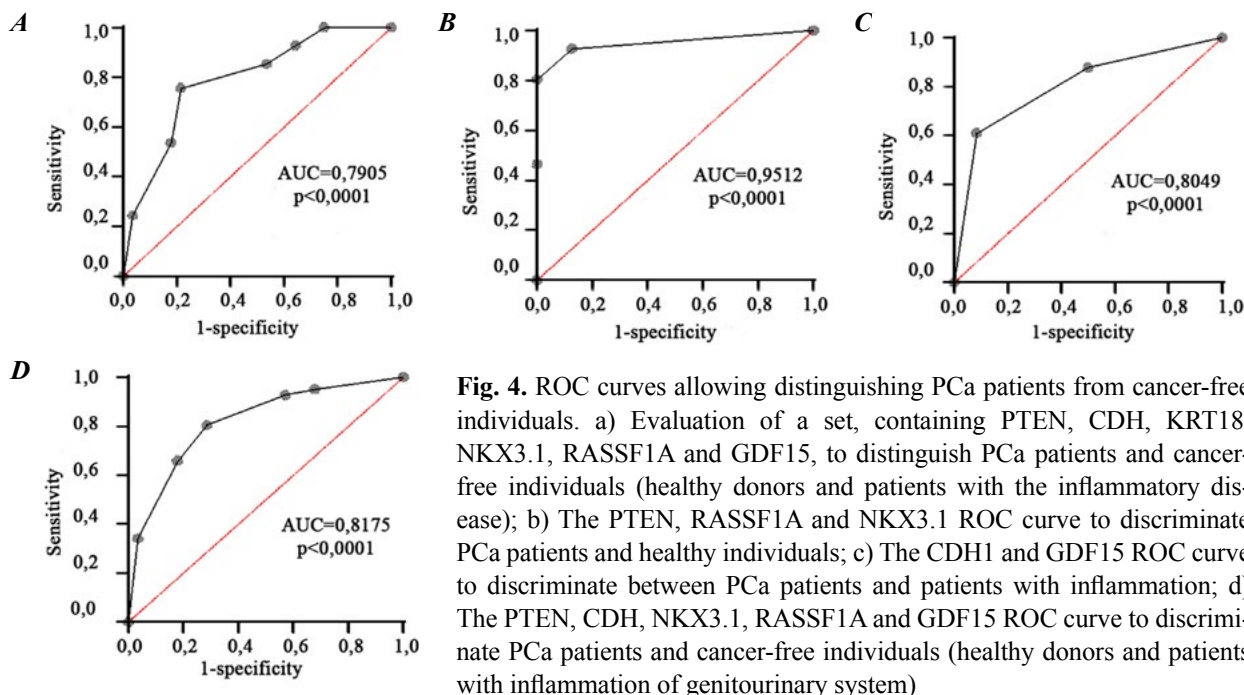 A
1,0
0,8
0,6
0,4
0,2
0,0
Sensitivity
AUC=0,7905
p<0,0001
0,0 0,2 0,4 0,6 0,8 1,0
1-specificity
B
1,0
0,8
0,6
0,4
0,2
0,0
Sensitivity
AUC=0,9512
p<0,0001
0,0 0,2 0,4 0,6 0,8 1,0
1-specificity
C
1,0
0,8
0,6
0,4
0,2
0,0
Sensitivity
AUC=0,8049
p<0,0001
0,0 0,2 0,4 0,6 0,8 1,0
1-specificity
D
1,0
0,8
0,6
0,4
0,2
0,0
Sensitivity
AUC=0,8175
p<0,0001
0,0 0,2 0,4 0,6 0,8 1,0
1-specificity
Fig. 4. ROC curves allowing distinguishing PCa patients from cancer-free
individuals. a) Evaluation of a set, containing PTEN, CDH, KRT18
NKX3.1, RASSF1A and GDF15, to distinguish PCa patients and cancer-
free individuals (healthy donors and patients with the inflammatory dis-
ease); b) The PTEN, RASSF1A and NKX3.1 ROC curve to discriminate
PCa patients and healthy individuals; c) The CDH1 and GDF15 ROC curve
to discriminate between PCa patients and patients with inflammation; d)
The PTEN, CDH, NKX3.1, RASSF1A and GDF15 ROC curve to discrimi-
nate PCa patients and cancer-free individuals (healthy donors and patients
with inflammation of genitourinary system)